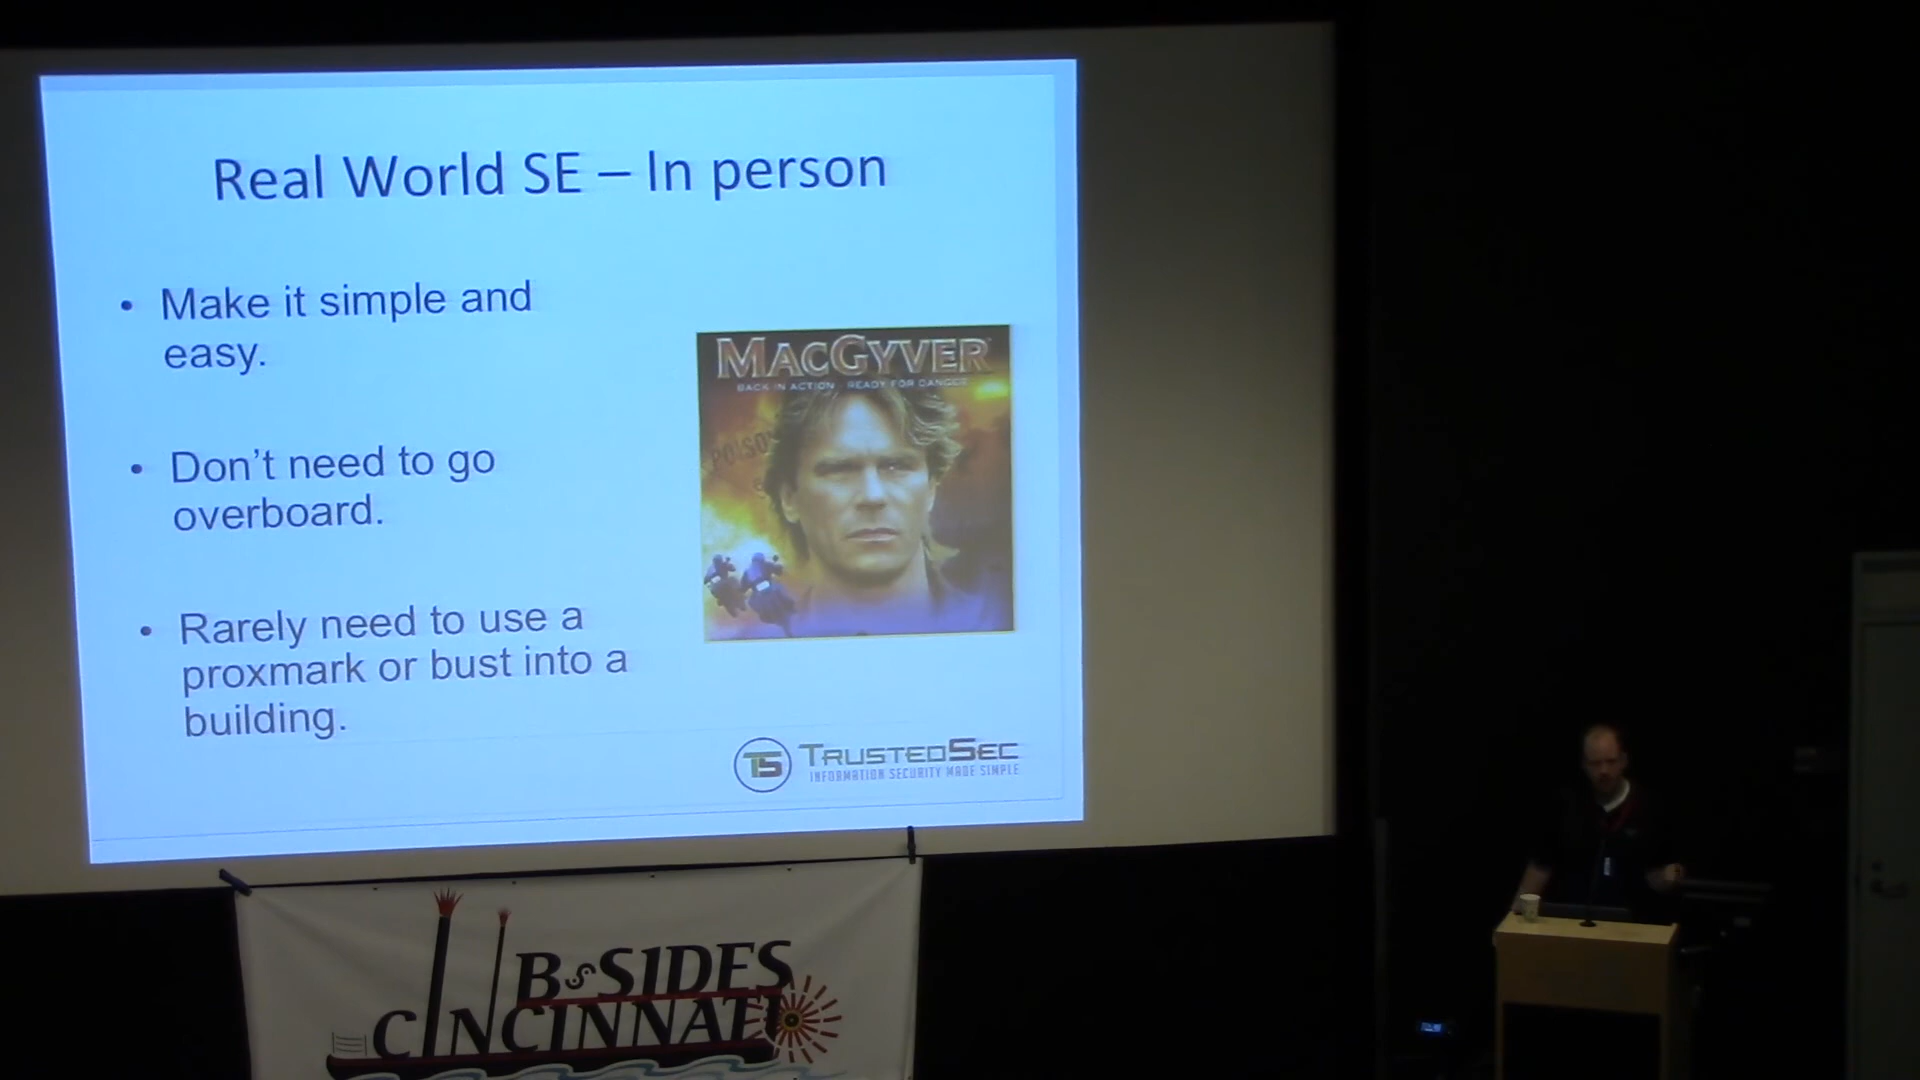 Real World SE – In person
• Make it simple and
easy.
• Don't need to go
overboard.
• Rarely need to use a
proxmark or bust into a
building.
MACGYVER
BACK IN ACTION READY FOR DANGER
POISON
TS TRUSTEDSEC
INFORMATION SECURITY MADE SIMPLE
B-SIDES
CINCINNATI